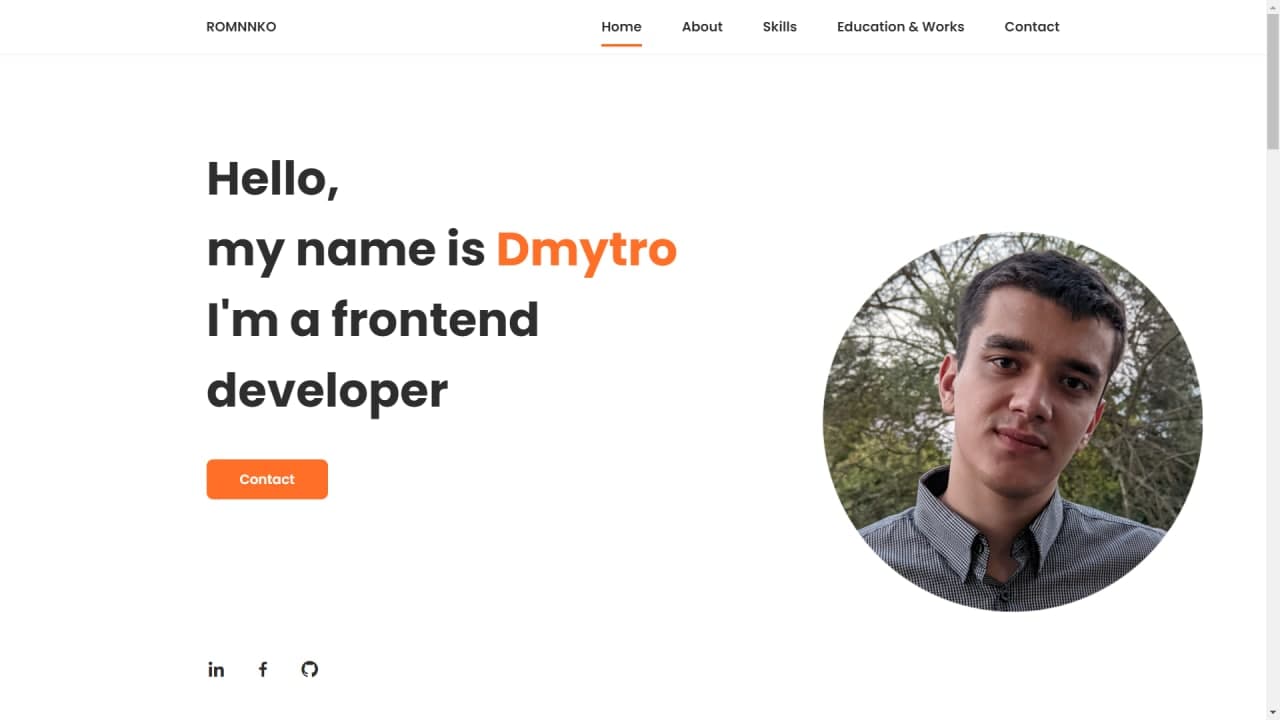 ROMNNKO
Home About Skills Education & Works Contact
Hello,
my name is Dmytro
I'm a frontend
developer
Contact
in f